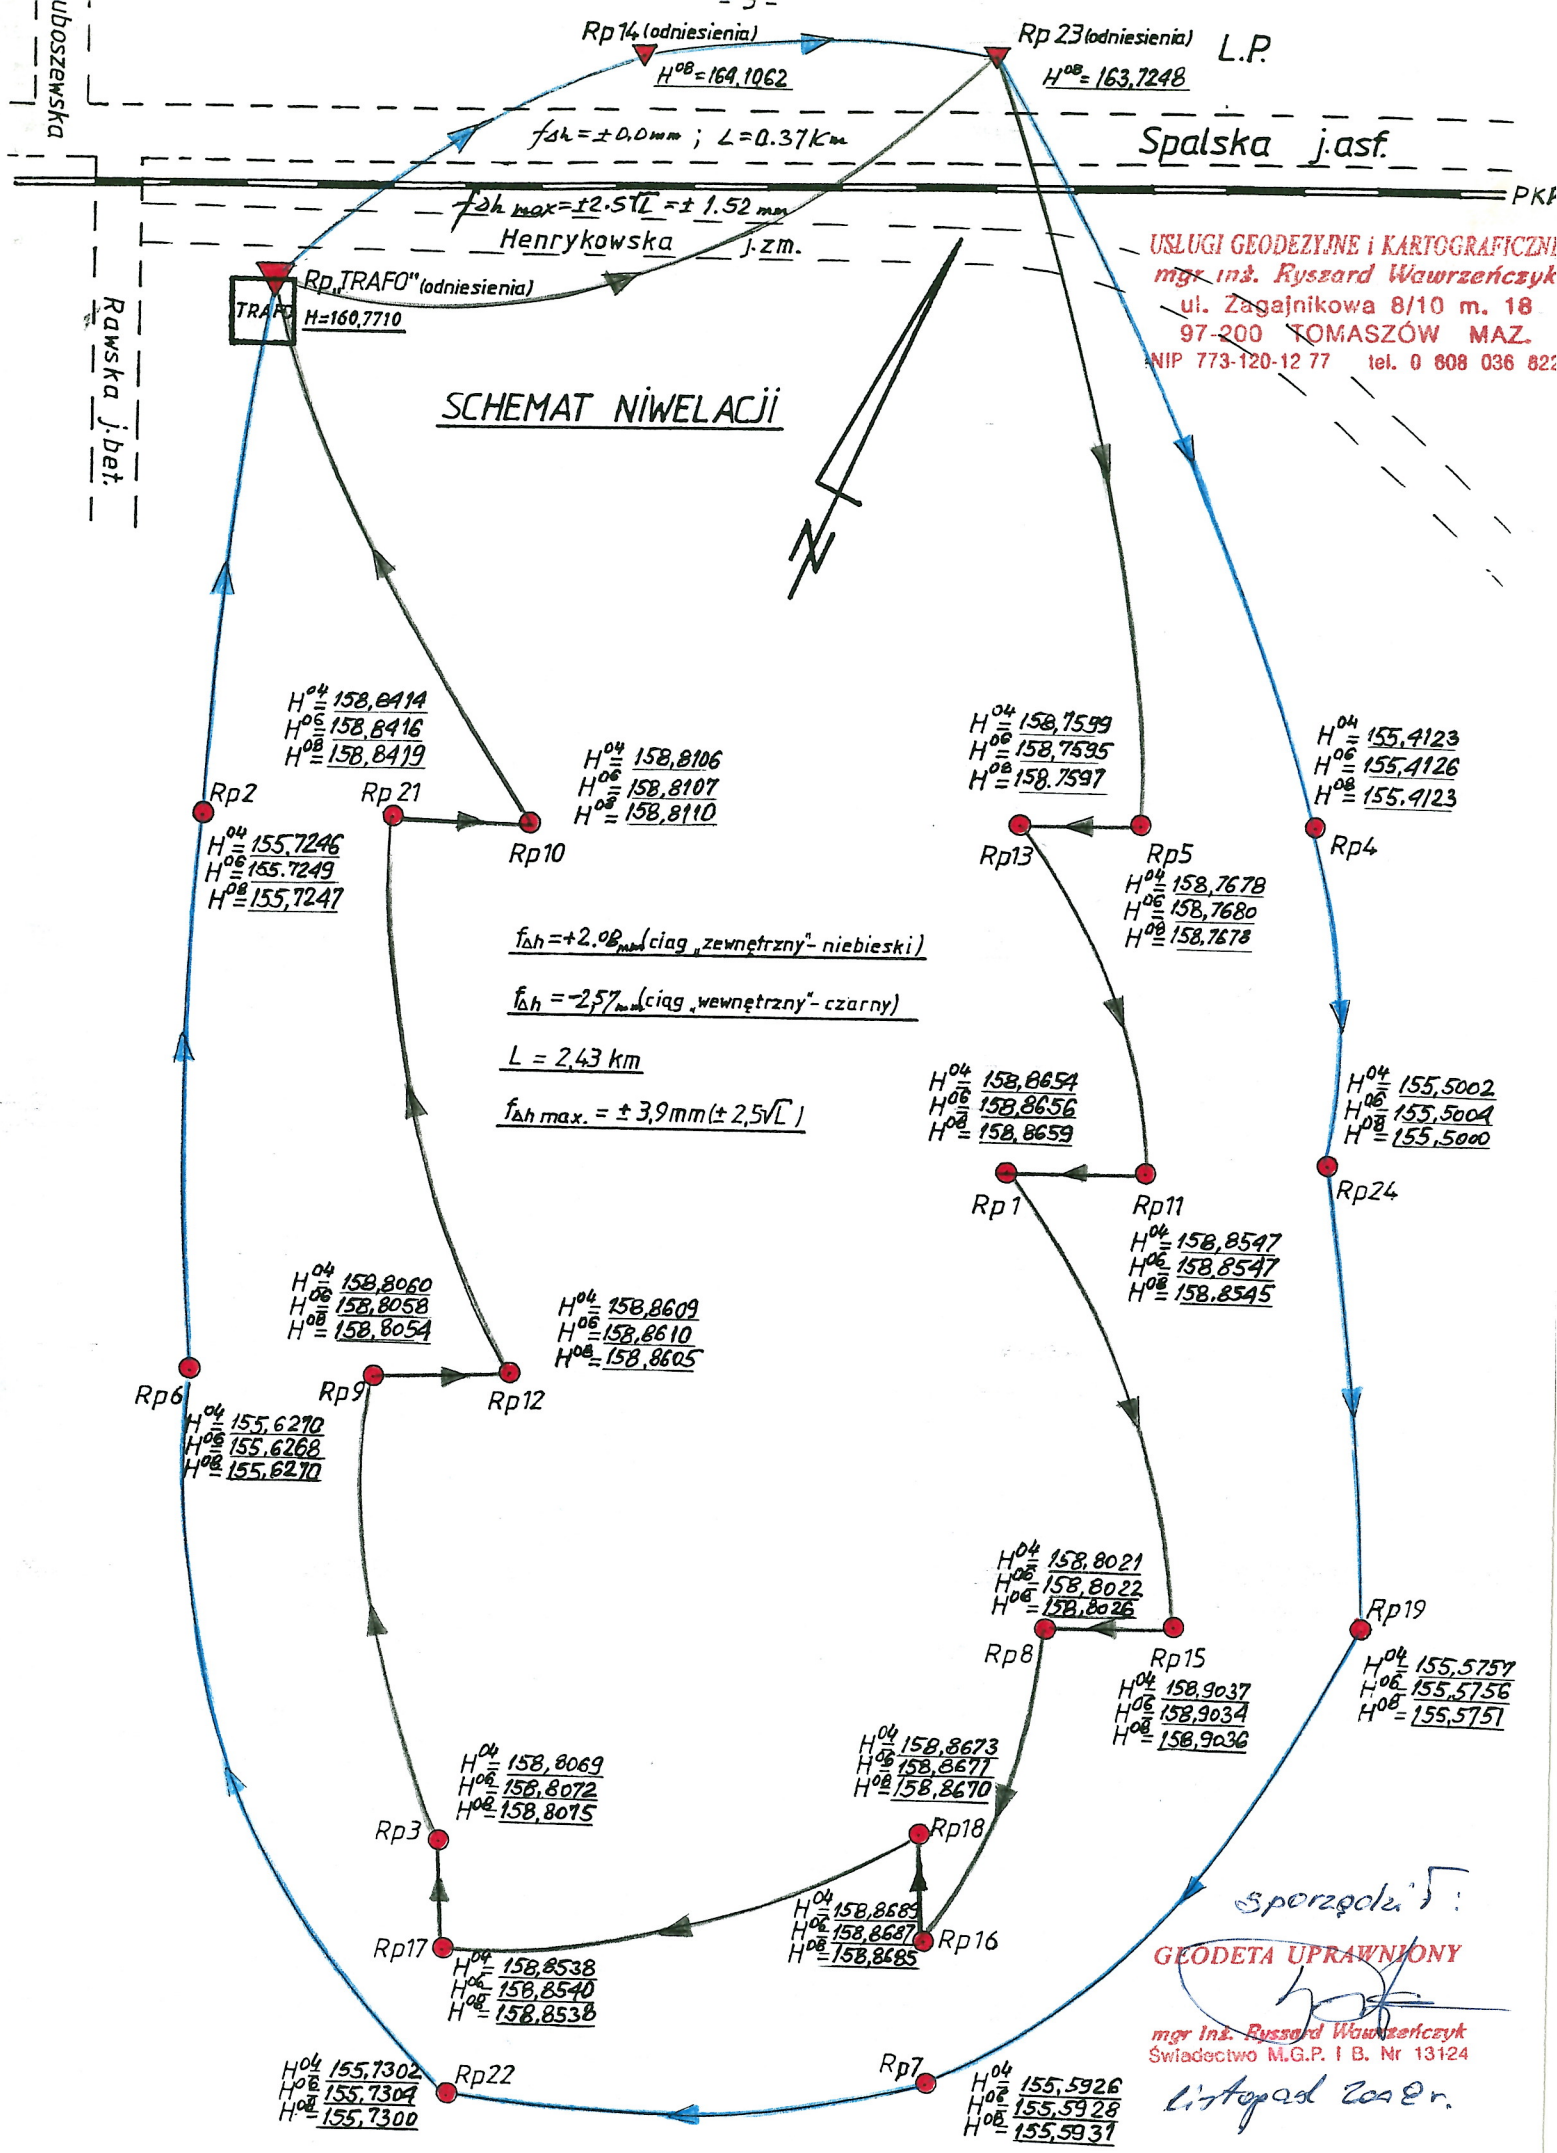 - 5 -
uboszewska
Rp 14 (odniesienia)
H⁰⁸=164,1062
Rp 23 (odniesienia)
H⁰⁸=163,7248
L.P.
f∆h=±0,0mm ; L=0.37Km
Spalska j.asf.
PKP
f∆h max=±2.5√L=±1.52 mm
Henrykowska j.zm.
USŁUGI GEODEZYJNE i KARTOGRAFICZNE
mgr inż. Ryszard Wawrzeńczyk
ul. Zagajnikowa 8/10 m. 18
97-200 TOMASZÓW MAZ.
NIP 773-120-12 77 tel. 0 608 036 822
Rp„TRAFO" (odniesienia)
TRAFO
H=160,7710
Rawska j.bet.
SCHEMAT NiWELACJi
N
H⁰⁴= 158,8414
H⁰⁶= 158,8416
H⁰⁸= 158,8419
Rp 21
H⁰⁴= 158,8106
H⁰⁶= 158,8107
H⁰⁸= 158,8110
Rp10
H⁰⁴= 158,7599
H⁰⁶= 158,7595
H⁰⁸= 158.7597
Rp13
H⁰⁴= 155,4123
H⁰⁶= 155,4126
H⁰⁸= 155,4123
Rp4
Rp2
H⁰⁴= 155,7246
H⁰⁶= 155.7249
H⁰⁸= 155,7247
Rp5
H⁰⁴= 158,7678
H⁰⁶= 158,7680
H⁰⁸= 158,7678
f∆h=+2.08mm(ciąg „zewnętrzny"- niebieski)
f∆h=-2,57mm(ciąg „wewnętrzny"- czarny)
L = 2,43 km
f∆h max. = ± 3,9mm(± 2,5√L)
H⁰⁴= 158,8654
H⁰⁶= 158,8656
H⁰⁸= 158,8659
Rp 1
Rp11
H⁰⁴= 158,8547
H⁰⁶= 158.8547
H⁰⁸= 158.8545
H⁰⁴= 155,5002
H⁰⁶= 155,5004
H⁰⁸= 155,5000
Rp24
H⁰⁴= 158,8060
H⁰⁶= 158,8058
H⁰⁸= 158,8054
Rp9
H⁰⁴= 158,8609
H⁰⁶= 158,8610
H⁰⁸= 158,8605
Rp12
Rp6
H⁰⁴= 155,6270
H⁰⁶= 155,6268
H⁰⁸= 155,6270
H⁰⁴= 158,8021
H⁰⁶= 158,8022
H⁰⁸= 158,8026
Rp8
Rp15
H⁰⁴= 158,9037
H⁰⁶= 158,9034
H⁰⁸= 158,9036
Rp19
H⁰⁴= 155,5757
H⁰⁶= 155,5756
H⁰⁸= 155,5751
H⁰⁴= 158,8069
H⁰⁶= 158,8072
H⁰⁸= 158,8075
Rp3
H⁰⁴= 158,8673
H⁰⁶= 158,8671
H⁰⁸= 158,8670
Rp18
H⁰⁴= 158,8689
H⁰⁶= 158,8687
H⁰⁸= 158,8685
Rp16
Rp17
H⁰⁴= 158,8538
H⁰⁶= 158,8540
H⁰⁸= 158,8538
H⁰⁴= 155,7302
H⁰⁶= 155,7304
H⁰⁸= 155,7300
Rp22
Rp7
H⁰⁴= 155,5926
H⁰⁶= 155,5928
H⁰⁸= 155,5931
sporządził:
GEODETA UPRAWNIONY
mgr inż. Ryszard Wawrzeńczyk
Świadectwo M.G.P. i B. Nr 13124
listopad 2008r.